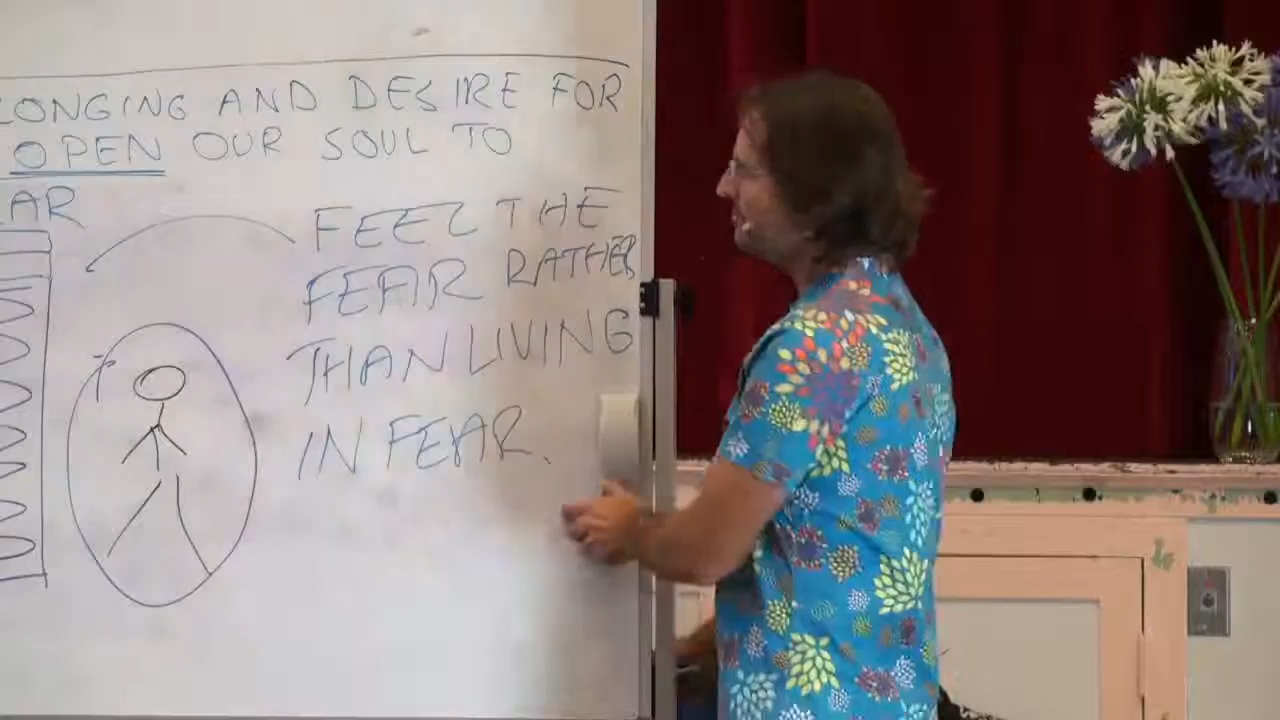 LONGING AND DESIRE FOR
OPEN OUR SOUL TO
FEEL THE
FEAR RATHER
THAN LIVING
IN FEAR.